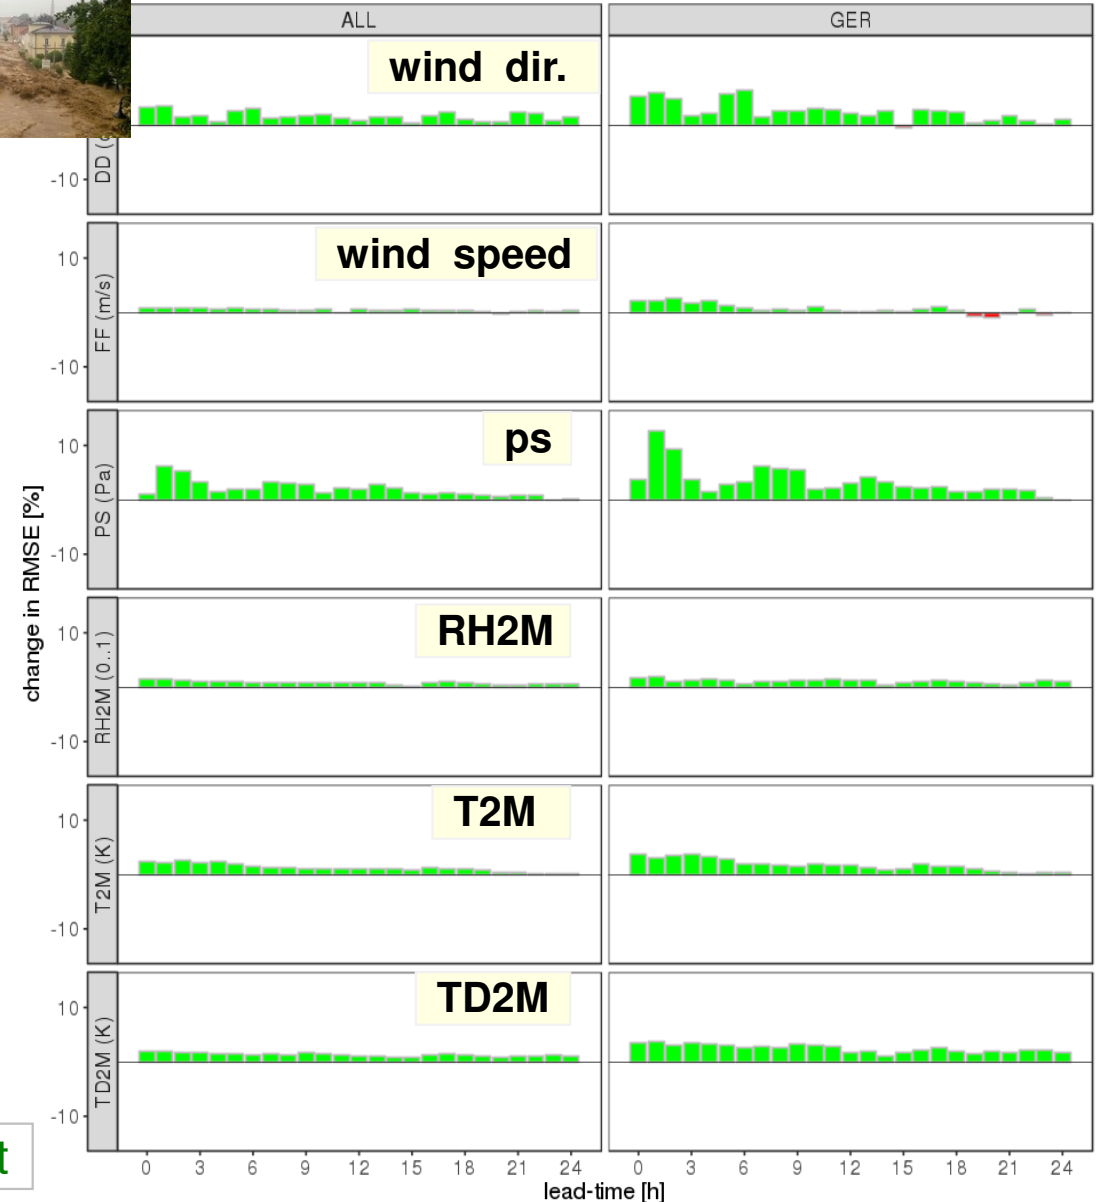 ALL GER
wind dir.
-10
DD
wind speed
10
-10
FF (m/s)
ps
10
-10
PS (Pa)
change in RMSE [%]
RH2M
10
-10
RH2M (0..1)
T2M
10
-10
T2M (K)
TD2M
10
-10
TD2M (K)
t
0 3 6 9 12 15 18 21 24 0 3 6 9 12 15 18 21 24
lead-time [h]